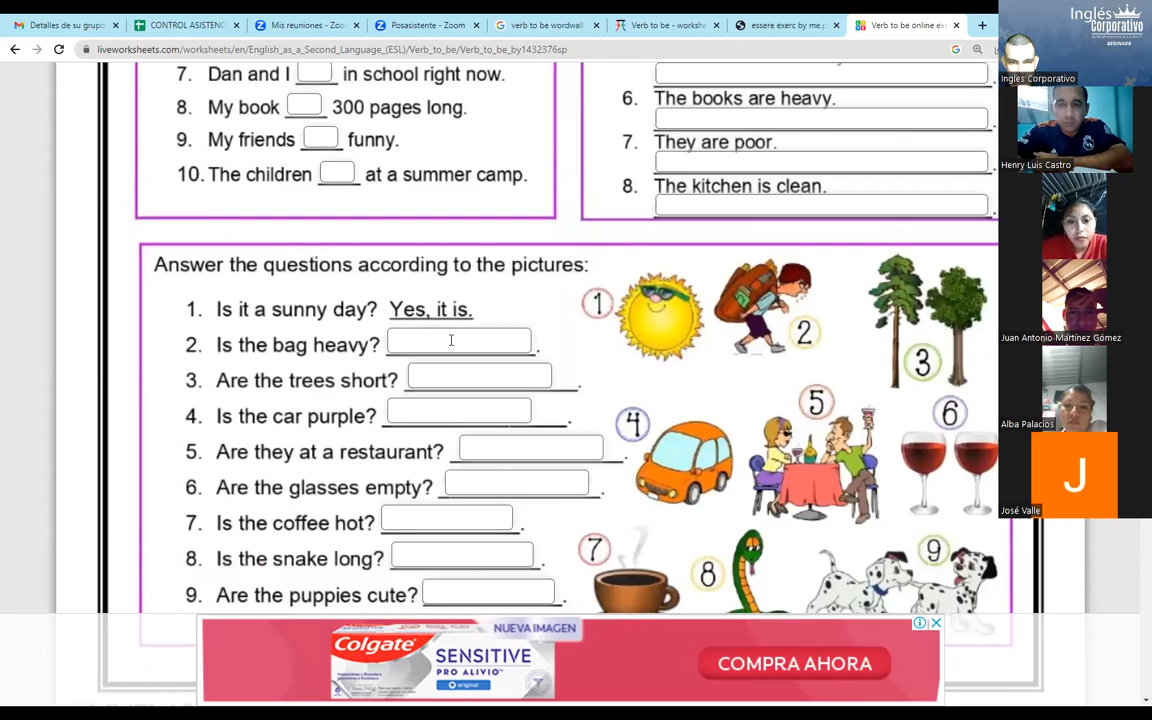 Detalles de su grupo
CONTROL ASISTENC
Mis reuniones - Zoo
Posasistente - Zoom
verb to be wordwal
Verb to be - workshe
essere exerc by me.p
Verb to be online exe
liveworksheets.com/worksheets/en/English_as_a_Second_Language_(ESL)/Verb_to_be/Verb_to_be_by1432376sp
Inglés
Corporativo
BEGINNER
Ingles Corporativo
Henry Luis Castro
Juan Antonio Martínez Gómez
Alba Palacios
J
José Valle
7. Dan and I in school right now.
8. My book 300 pages long.
9. My friends funny.
10. The children at a summer camp.
6. The books are heavy.
7. They are poor.
8. The kitchen is clean.
Answer the questions according to the pictures:
1. Is it a sunny day? Yes, it is.
2. Is the bag heavy? .
3. Are the trees short? .
4. Is the car purple? .
5. Are they at a restaurant? .
6. Are the glasses empty? .
7. Is the coffee hot? .
8. Is the snake long? .
9. Are the puppies cute? .
1
2
3
4
5
6
7
8
9
NUEVA IMAGEN
Colgate
SENSITIVE
PRO ALIVIO
original
COMPRA AHORA